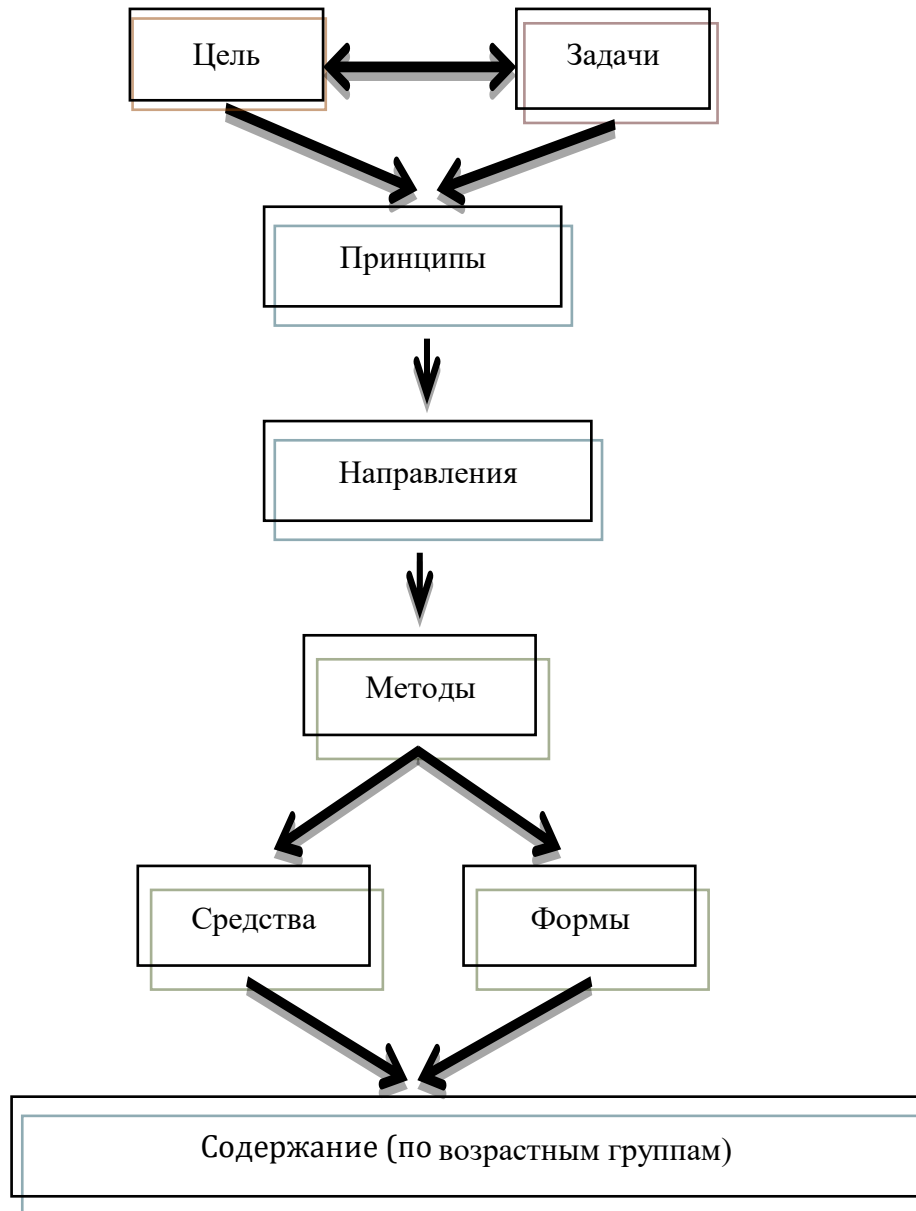 Цель
Задачи
Принципы
Направления
Методы
Средства
Формы
Содержание (по возрастным группам)